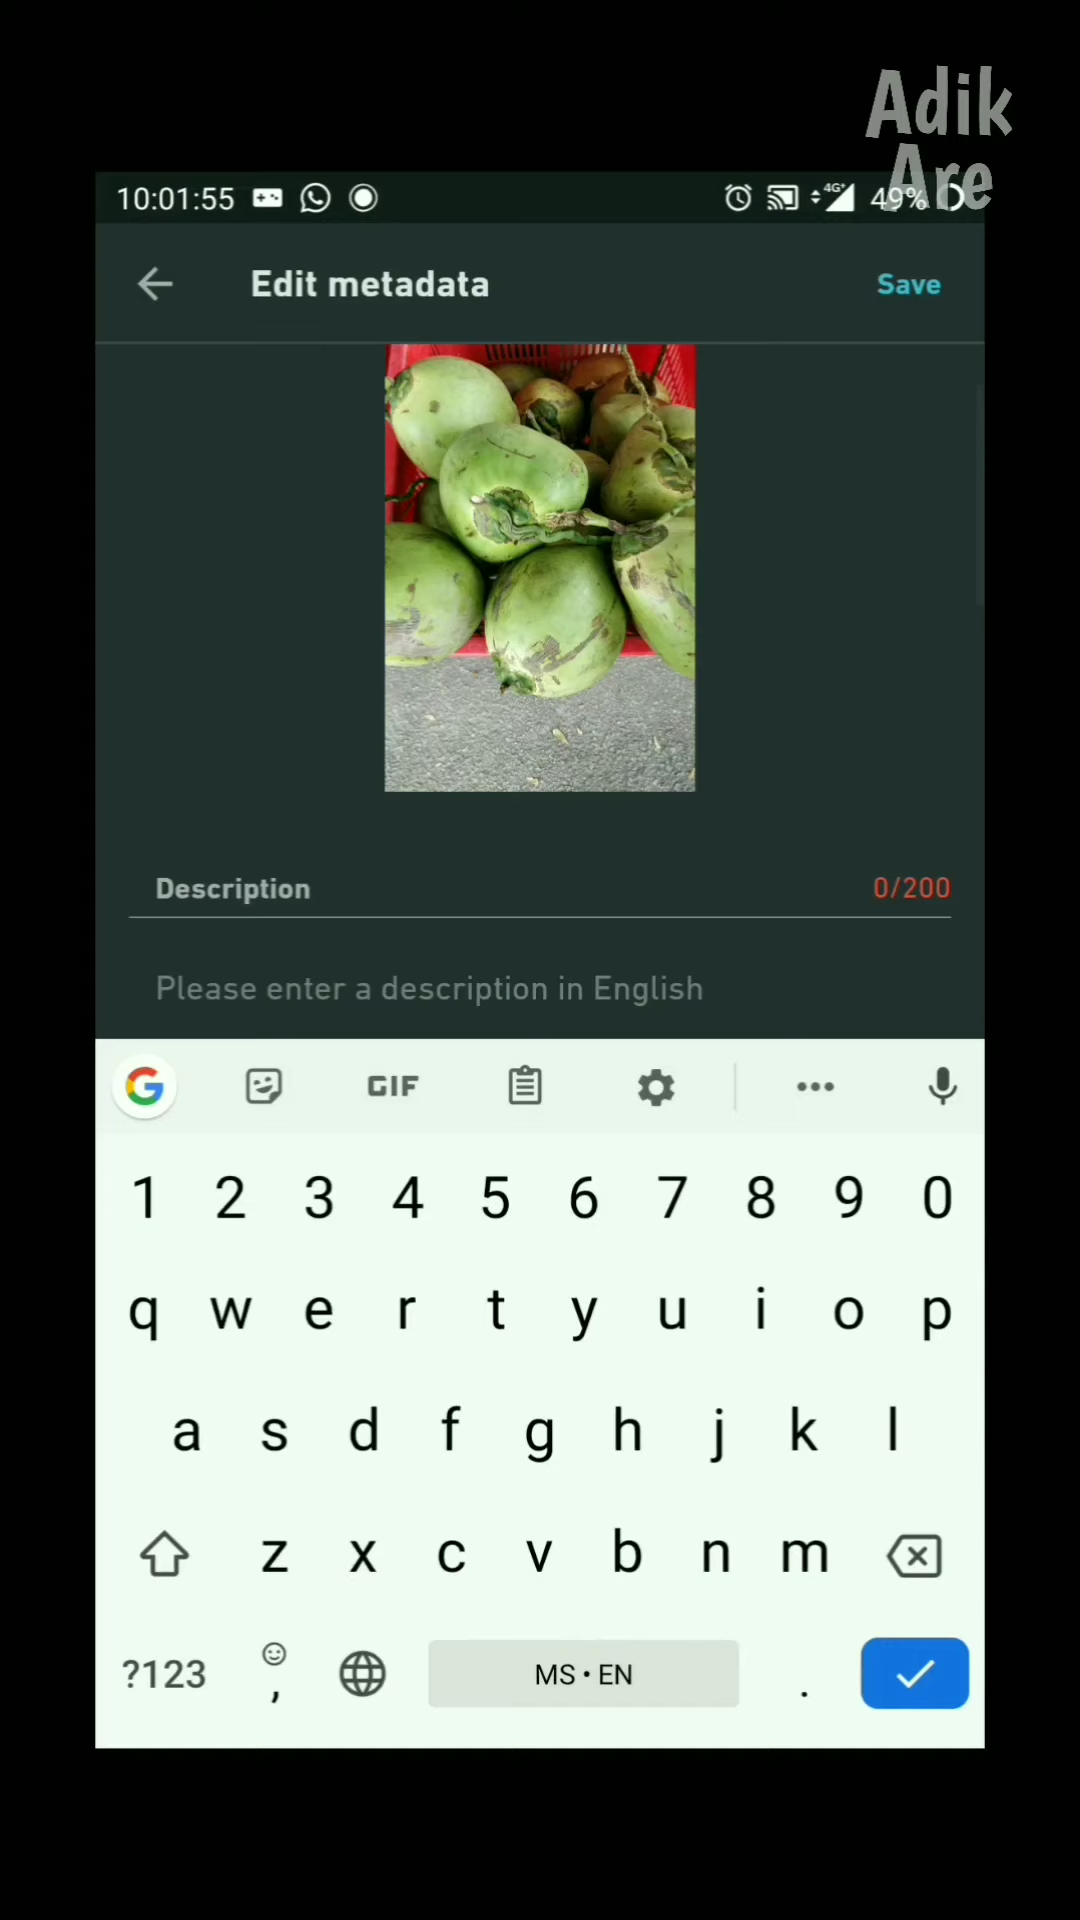 Adik
Are
10:01:55 4G+ 49%
Edit metadata Save
Description 0/200
Please enter a description in English
G GIF
1 2 3 4 5 6 7 8 9 0
q w e r t y u i o p
a s d f g h j k l
z x c v b n m
?123 , MS • EN .